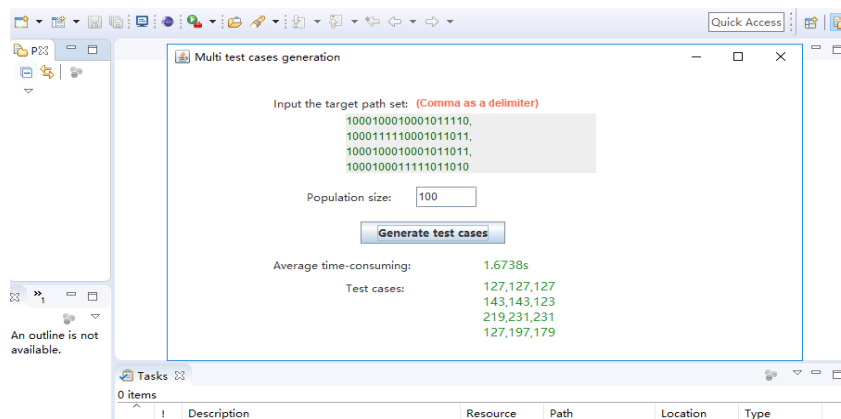 Quick Access
P
Multi test cases generation
Input the target path set: (Comma as a delimiter)
1000100010001011110,
1000111110001011011,
1000100010001011011,
1000100011111011010
Population size: 100
Generate test cases
Average time-consuming: 1.6738s
Test cases: 127,127,127
143,143,123
219,231,231
127,197,179
»1
An outline is not
available.
Tasks
0 items
! Description Resource Path Location Type